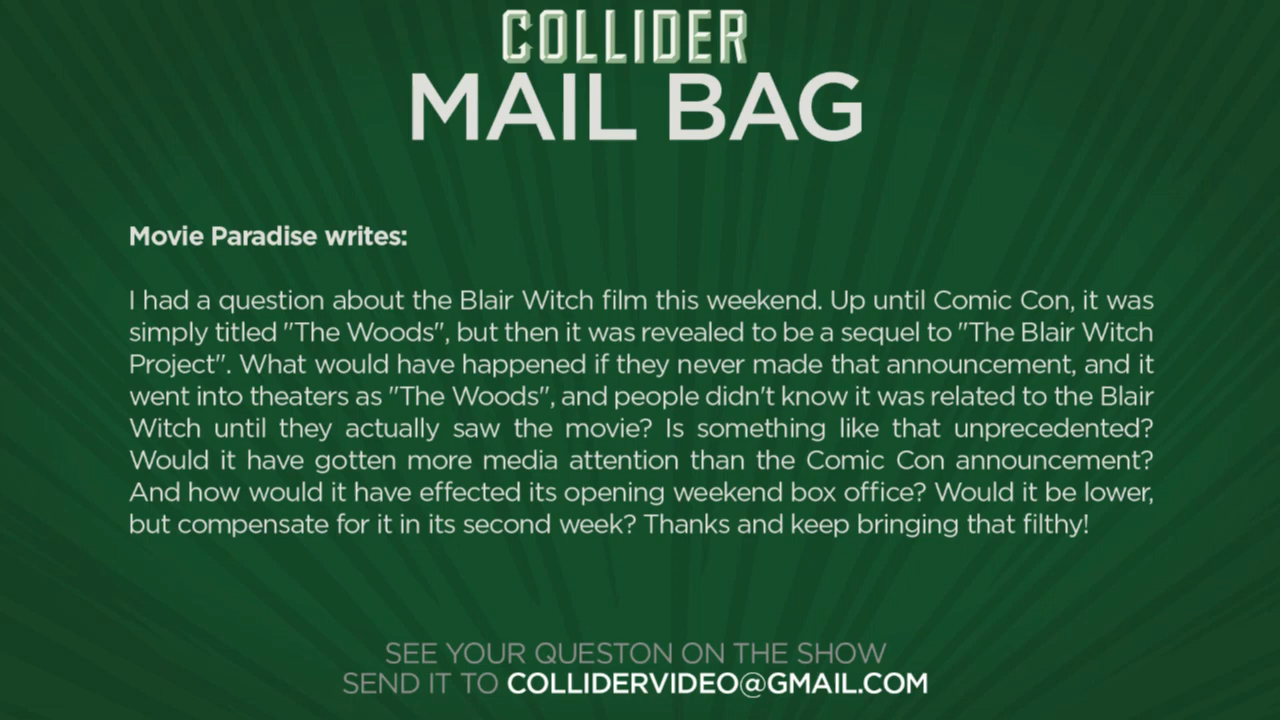 COLLIDER
MAIL BAG
Movie Paradise writes:
I had a question about the Blair Witch film this weekend. Up until Comic Con, it was
simply titled "The Woods", but then it was revealed to be a sequel to "The Blair Witch
Project". What would have happened if they never made that announcement, and it
went into theaters as "The Woods", and people didn't know it was related to the Blair
Witch until they actually saw the movie? Is something like that unprecedented?
Would it have gotten more media attention than the Comic Con announcement?
And how would it have effected its opening weekend box office? Would it be lower,
but compensate for it in its second week? Thanks and keep bringing that filthy!
SEE YOUR QUESTON ON THE SHOW
SEND IT TO COLLIDERVIDEO@GMAIL.COM